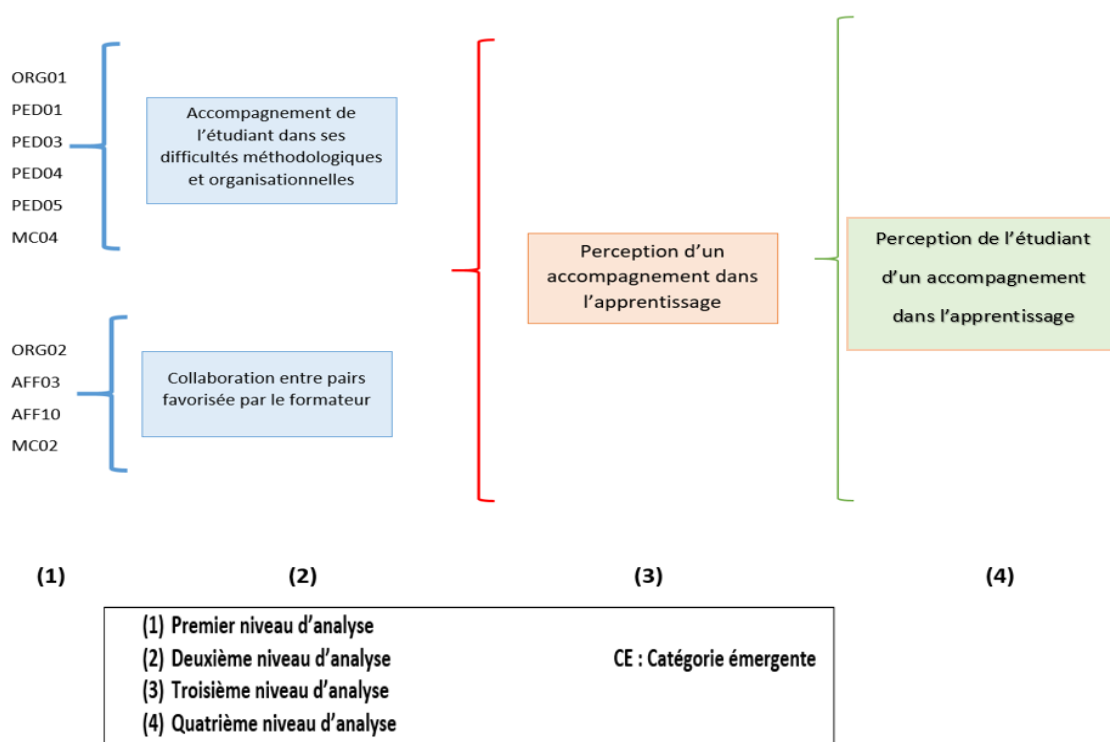 ORG01
PED01
PED03
PED04
PED05
MC04
Accompagnement de
l’étudiant dans ses
difficultés méthodologiques
et organisationnelles
ORG02
AFF03
AFF10
MC02
Collaboration entre pairs
favorisée par le formateur
Perception d’un
accompagnement dans
l’apprentissage
Perception de l’étudiant
d’un accompagnement
dans l’apprentissage
(1)
(2)
(3)
(4)
(1) Premier niveau d’analyse
(2) Deuxième niveau d’analyse
CE : Catégorie émergente
(3) Troisième niveau d’analyse
(4) Quatrième niveau d’analyse